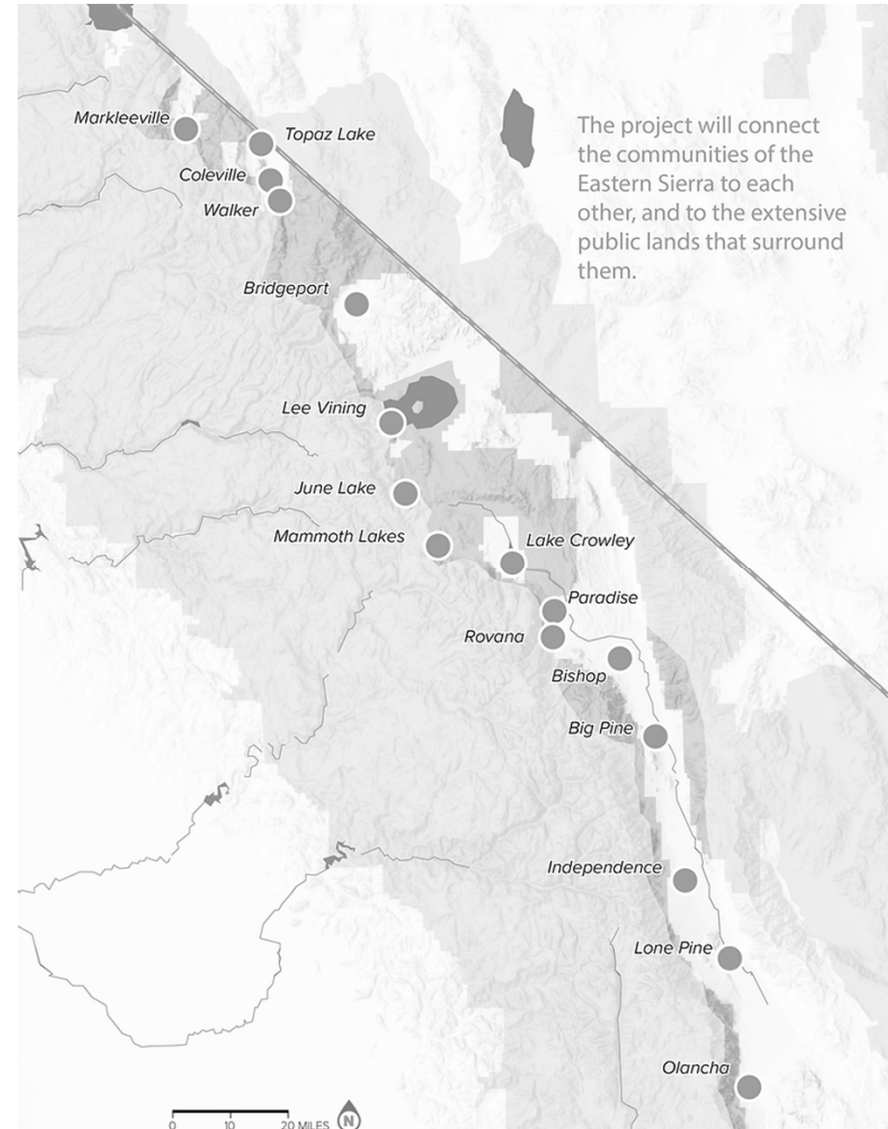 Markleeville
Topaz Lake
The project will connect
the communities of the
Eastern Sierra to each
other, and to the extensive
public lands that surround
them.
Coleville
Walker
Bridgeport
Lee Vining
June Lake
Mammoth Lakes
Lake Crowley
Paradise
Rovana
Bishop
Big Pine
Independence
Lone Pine
Olancha
0 10 20 MILES N